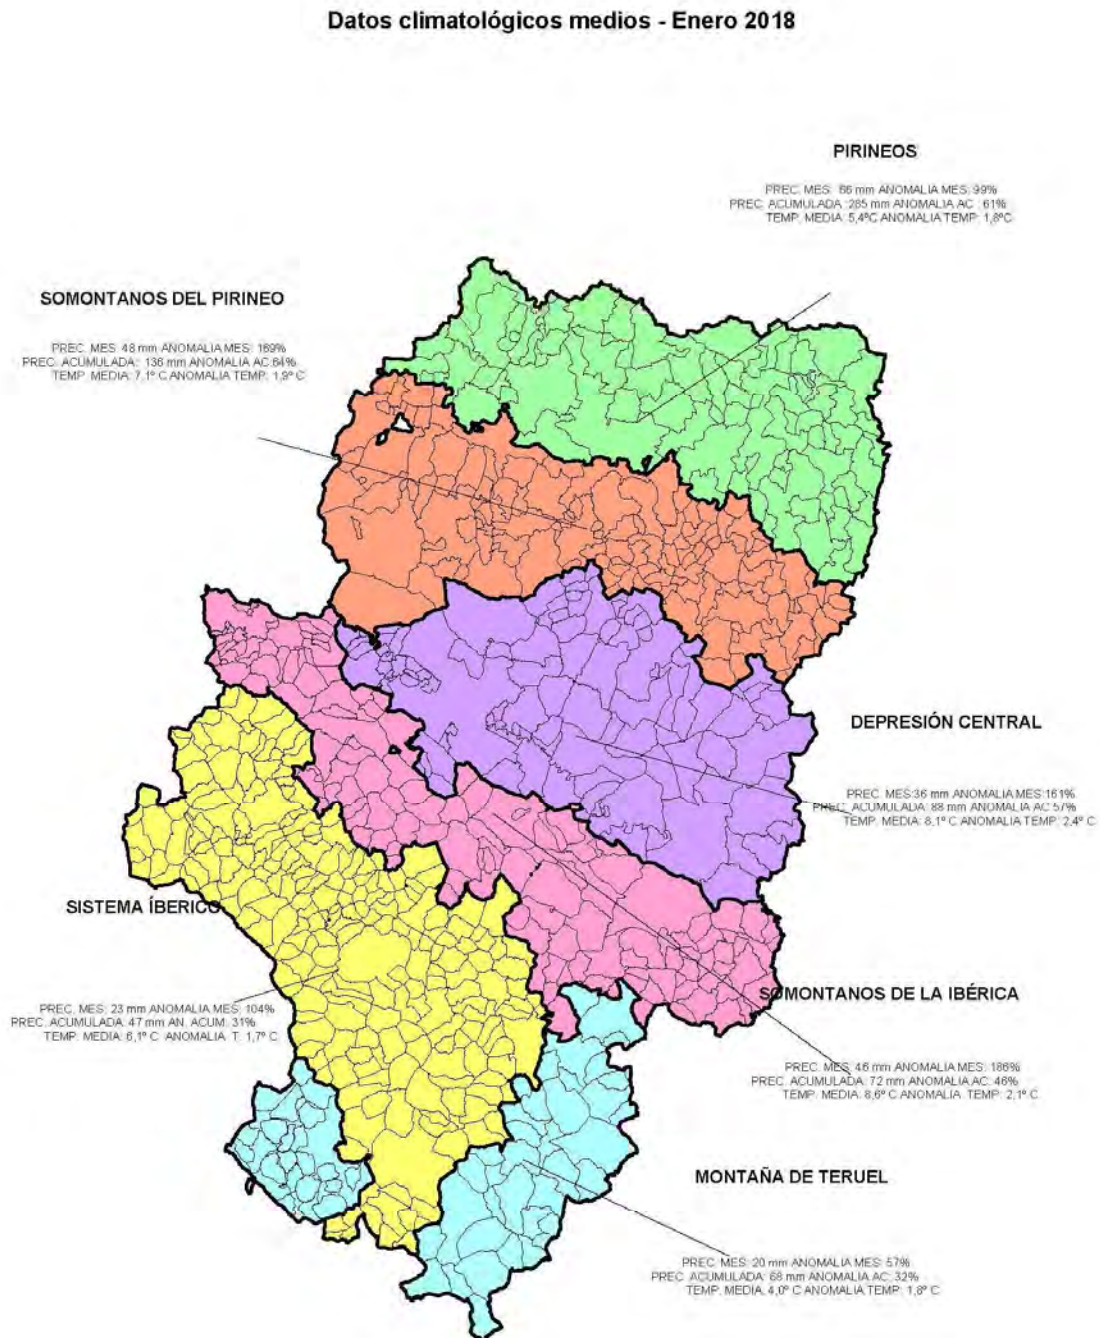 Datos climatológicos medios - Enero 2018
PIRINEOS
PREC. MES: 66 mm ANOMALIA MES: 99%
PREC. ACUMULADA: 285 mm ANOMALIA AC: 61%
TEMP. MEDIA: 5,4ºC ANOMALIA TEMP: 1,8º C
SOMONTANOS DEL PIRINEO
PREC. MES: 48 mm ANOMALIA MES: 169%
PREC. ACUMULADA: 136 mm ANOMALIA AC:64%
TEMP. MEDIA: 7,1º C ANOMALIA TEMP: 1,9º C
DEPRESIÓN CENTRAL
PREC. MES:36 mm ANOMALIA MES:161%
PREC. ACUMULADA: 88 mm ANOMALIA AC:57%
TEMP. MEDIA: 8,1º C ANOMALIA TEMP: 2,4º C
SISTEMA ÍBERICO
PREC. MES: 23 mm ANOMALIA MES: 104%
PREC. ACUMULADA: 47 mm AN. ACUM: 31%
TEMP. MEDIA: 6,1º C ANOMALIA T: 1,7º C
SOMONTANOS DE LA IBÉRICA
PREC. MES: 46 mm ANOMALIA MES: 186%
PREC. ACUMULADA: 72 mm ANOMALIA AC: 46%
TEMP. MEDIA: 8,6º C ANOMALIA TEMP: 2,1º C
MONTAÑA DE TERUEL
PREC. MES: 20 mm ANOMALIA MES: 57%
PREC. ACUMULADA: 68 mm ANOMALIA AC: 32%
TEMP. MEDIA: 4,0º C ANOMALIA TEMP: 1,8º C